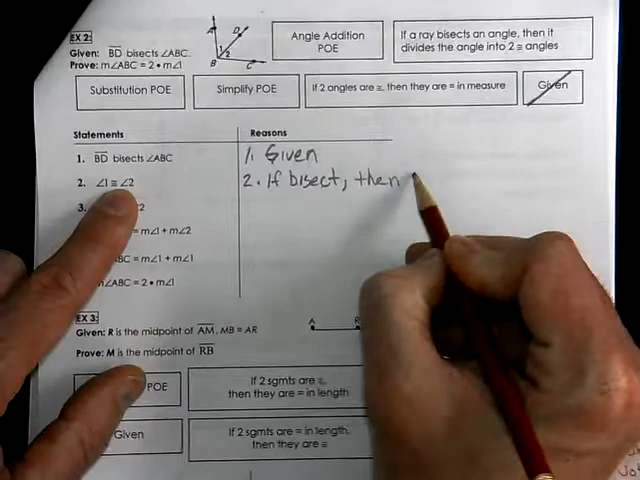 EX 2:
Given: BD bisects ∠ABC.
Prove: m∠ABC = 2 • m∠1
A
D
1
2
B
C
Angle Addition
POE
If a ray bisects an angle, then it
divides the angle into 2 ≅ angles
Substitution POE
Simplify POE
If 2 angles are ≅, then they are = in measure
Given
Statements
Reasons
1. BD bisects ∠ABC
1. Given
2. ∠1 ≅ ∠2
2. If bisect, then
3.
2
= m∠1 + m∠2
BC = m∠1 + m∠1
m∠ABC = 2 • m∠1
EX 3:
Given: R is the midpoint of AM, MB = AR
A
R
Prove: M is the midpoint of RB
POE
If 2 sgmts are ≅,
then they are = in length
Given
If 2 sgmts are = in length,
then they are ≅